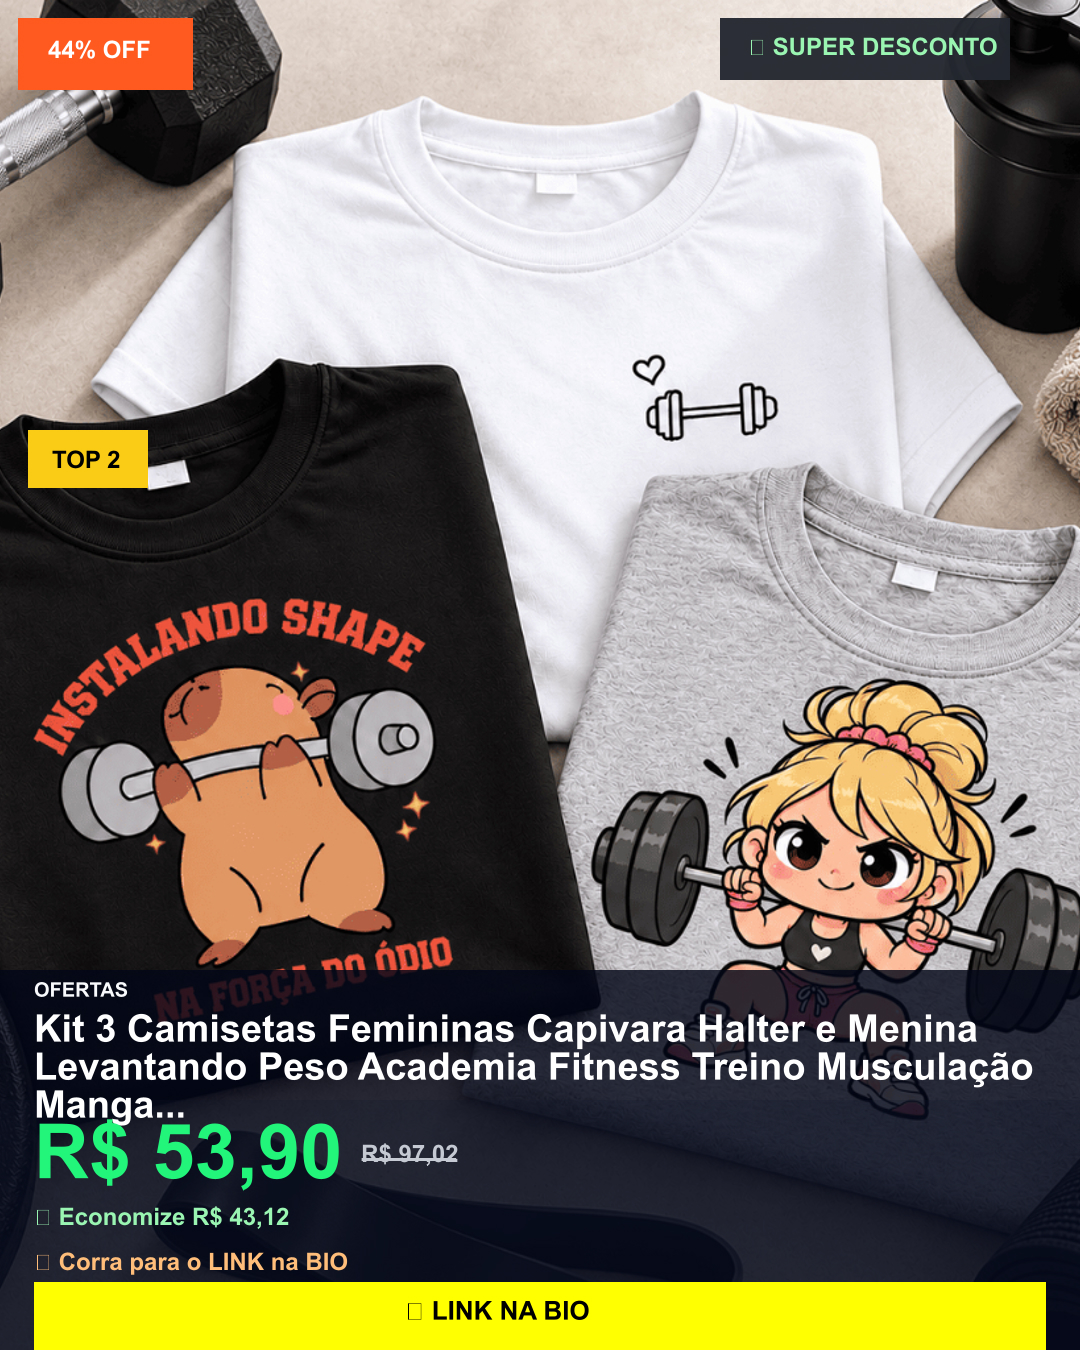 44% OFF
SUPER DESCONTO
TOP 2
INSTALANDO SHAPE
NA FORÇA DO ÓDIO
OFERTAS
Kit 3 Camisetas Femininas Capivara Halter e Menina
Levantando Peso Academia Fitness Treino Musculação
Manga...
R$ 53,90 R$ 97,02
Economize R$ 43,12
Corra para o LINK na BIO
LINK NA BIO